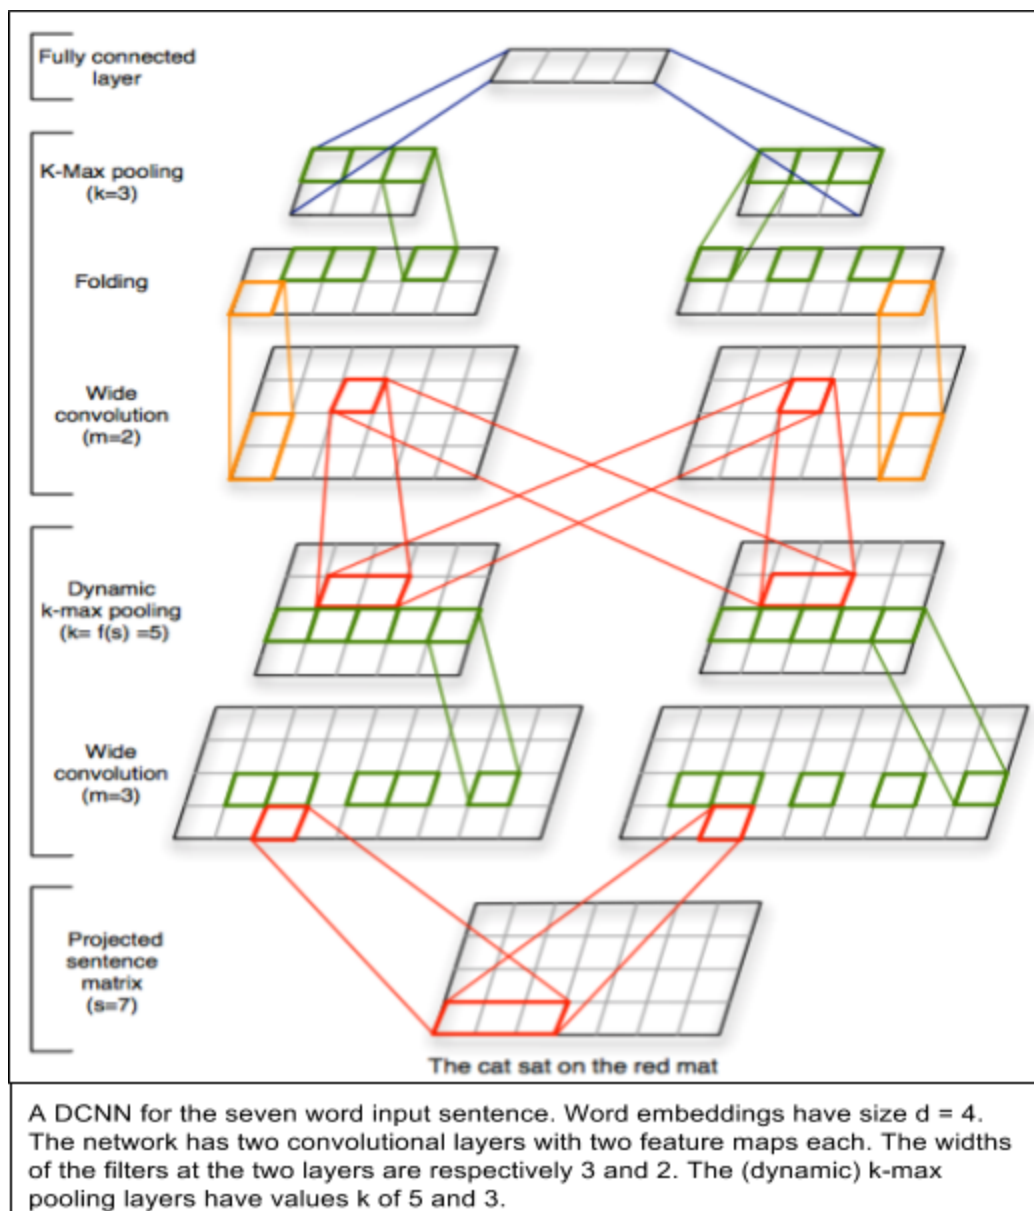 Fully connected
layer
K-Max pooling
(k=3)
Folding
Wide
convolution
(m=2)
Dynamic
k-max pooling
(k= f(s) =5)
Wide
convolution
(m=3)
Projected
sentence
matrix
(s=7)
The cat sat on the red mat
A DCNN for the seven word input sentence. Word embeddings have size d = 4.
The network has two convolutional layers with two feature maps each. The widths
of the filters at the two layers are respectively 3 and 2. The (dynamic) k-max
pooling layers have values k of 5 and 3.